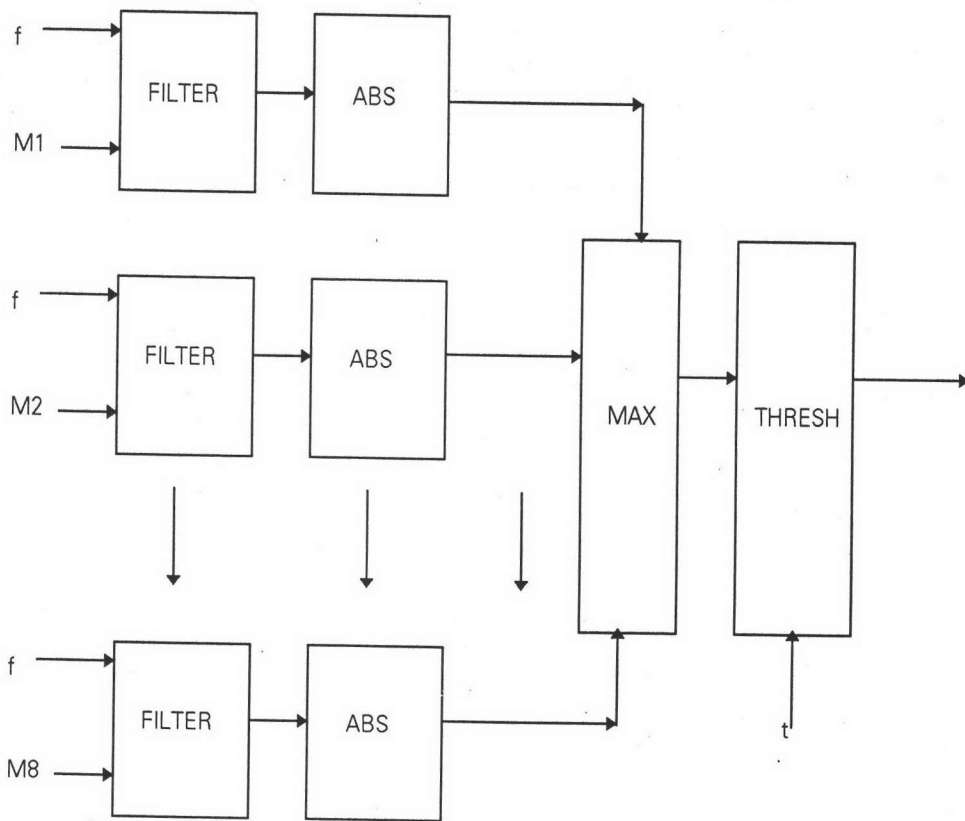 f
FILTER
ABS
M1
f
FILTER
ABS
M2
MAX
THRESH
f
FILTER
ABS
M8
t